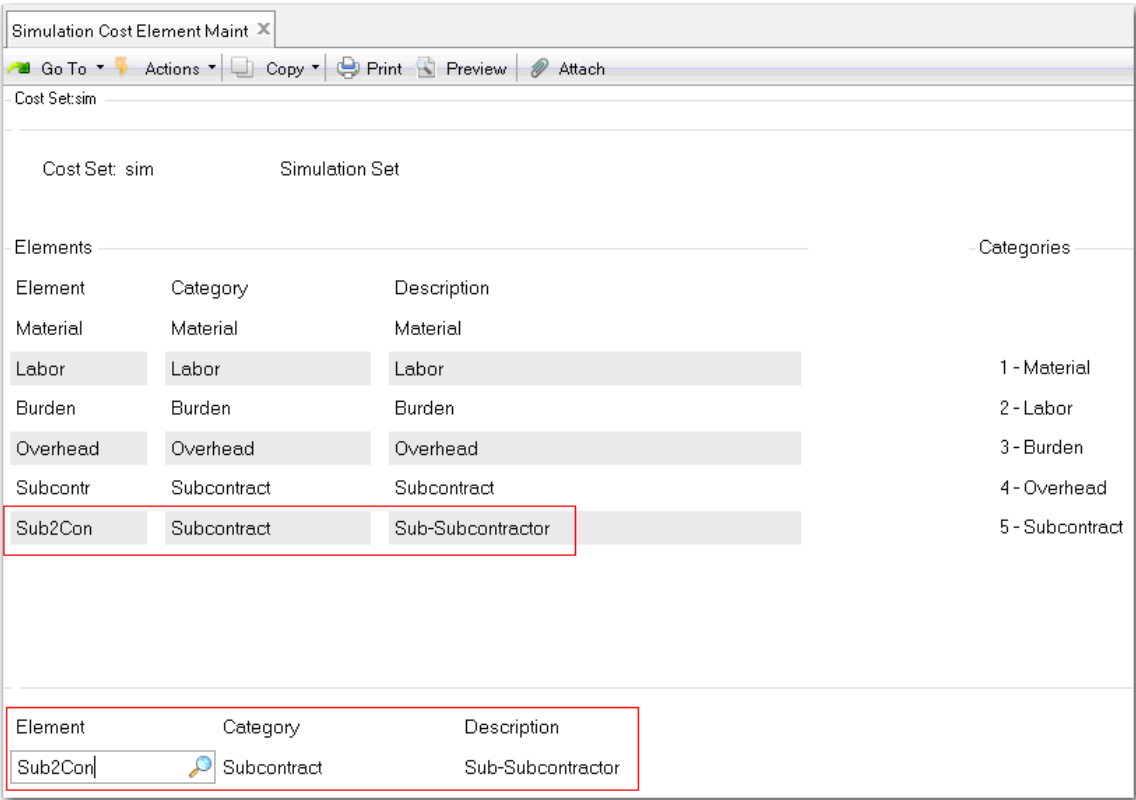 Simulation Cost Element Maint X
Go To Actions Copy Print Preview Attach
Cost Set:sim
Cost Set: sim Simulation Set
Elements Categories
Element Category Description
Material Material Material
Labor Labor Labor 1 - Material
Burden Burden Burden 2 - Labor
Overhead Overhead Overhead 3 - Burden
Subcontr Subcontract Subcontract 4 - Overhead
Sub2Con Subcontract Sub-Subcontractor 5 - Subcontract
Element Category Description
Sub2Con Subcontract Sub-Subcontractor